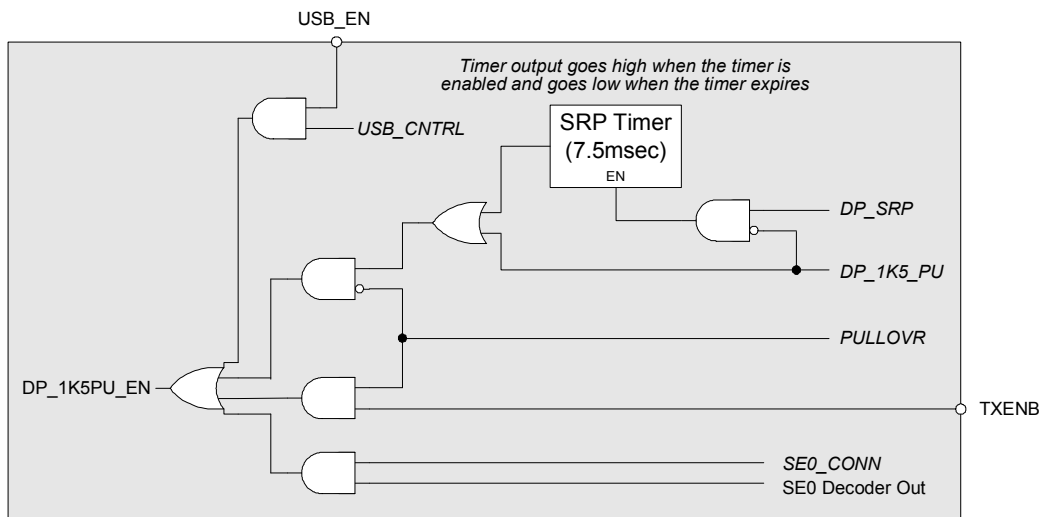 USB_EN
Timer output goes high when the timer is
enabled and goes low when the timer expires
USB_CNTRL
SRP Timer
(7.5msec)
EN
DP_SRP
DP_1K5_PU
PULLOVR
DP_1K5PU_EN
TXENB
SE0_CONN
SE0 Decoder Out